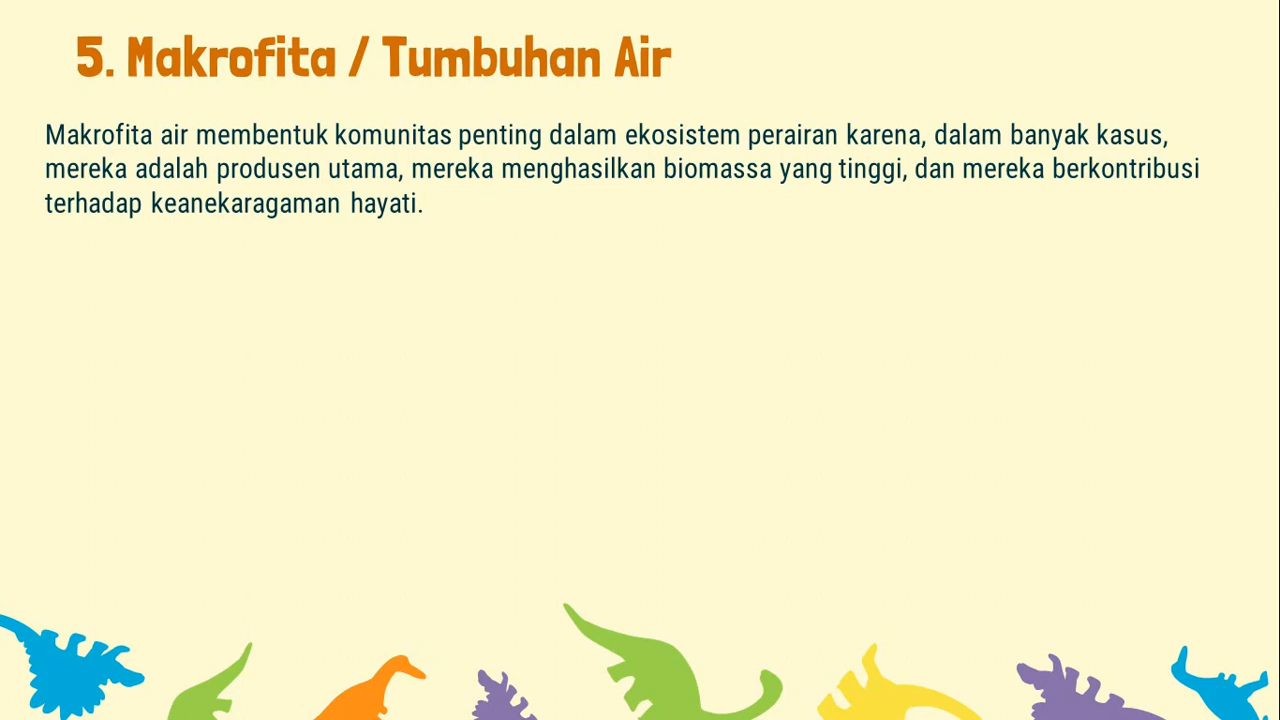 5. Makrofita / Tumbuhan Air
Makrofita air membentuk komunitas penting dalam ekosistem perairan karena, dalam banyak kasus,
mereka adalah produsen utama, mereka menghasilkan biomassa yang tinggi, dan mereka berkontribusi
terhadap keanekaragaman hayati.